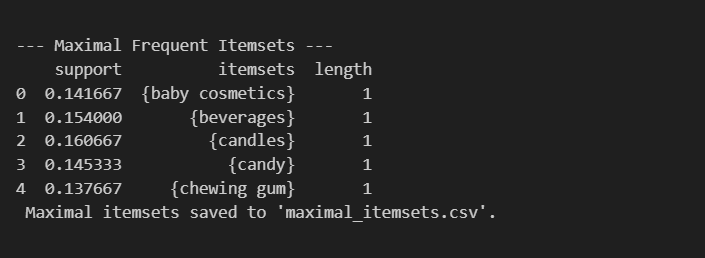 --- Maximal Frequent Itemsets ---
support itemsets length
0 0.141667 {baby cosmetics} 1
1 0.154000 {beverages} 1
2 0.160667 {candles} 1
3 0.145333 {candy} 1
4 0.137667 {chewing gum} 1
Maximal itemsets saved to 'maximal_itemsets.csv'.